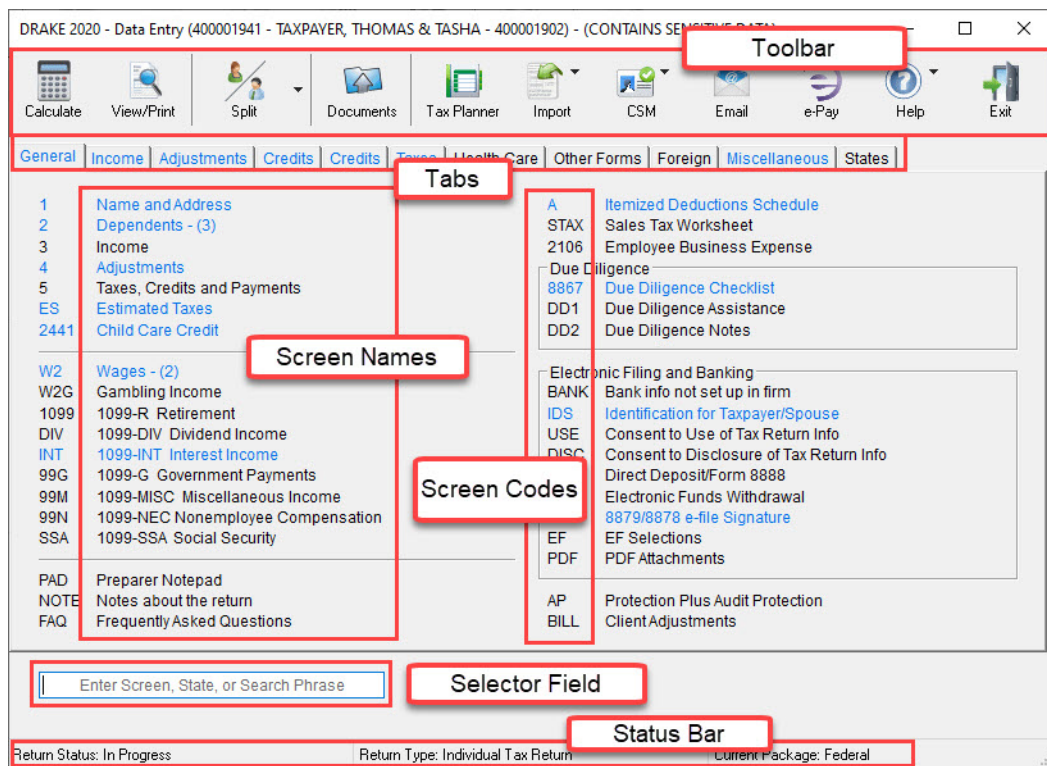 DRAKE 2020 - Data Entry (400001941 - TAXPAYER, THOMAS & TASHA - 400001902) - (CONTAINS SENSITIVE DATA)
Toolbar
Calculate View/Print Split Documents Tax Planner Import CSM Email e-Pay Help Exit
General Income Adjustments Credits Credits Taxes Health Care Other Forms Foreign Miscellaneous States
Tabs
1 Name and Address
2 Dependents - (3)
3 Income
4 Adjustments
5 Taxes, Credits and Payments
ES Estimated Taxes
2441 Child Care Credit
Screen Names
W2 Wages - (2)
W2G Gambling Income
1099 1099-R Retirement
DIV 1099-DIV Dividend Income
INT 1099-INT Interest Income
99G 1099-G Government Payments
99M 1099-MISC Miscellaneous Income
99N 1099-NEC Nonemployee Compensation
SSA 1099-SSA Social Security
PAD Preparer Notepad
NOTE Notes about the return
FAQ Frequently Asked Questions
A Itemized Deductions Schedule
STAX Sales Tax Worksheet
2106 Employee Business Expense
Due Diligence
8867 Due Diligence Checklist
DD1 Due Diligence Assistance
DD2 Due Diligence Notes
Electronic Filing and Banking
BANK Bank info not set up in firm
IDS Identification for Taxpayer/Spouse
USE Consent to Use of Tax Return Info
DISC Consent to Disclosure of Tax Return Info
Screen Codes
Direct Deposit/Form 8888
Electronic Funds Withdrawal
8879/8878 e-file Signature
EF EF Selections
PDF PDF Attachments
AP Protection Plus Audit Protection
BILL Client Adjustments
Enter Screen, State, or Search Phrase
Selector Field
Status Bar
Return Status: In Progress Return Type: Individual Tax Return Current Package: Federal